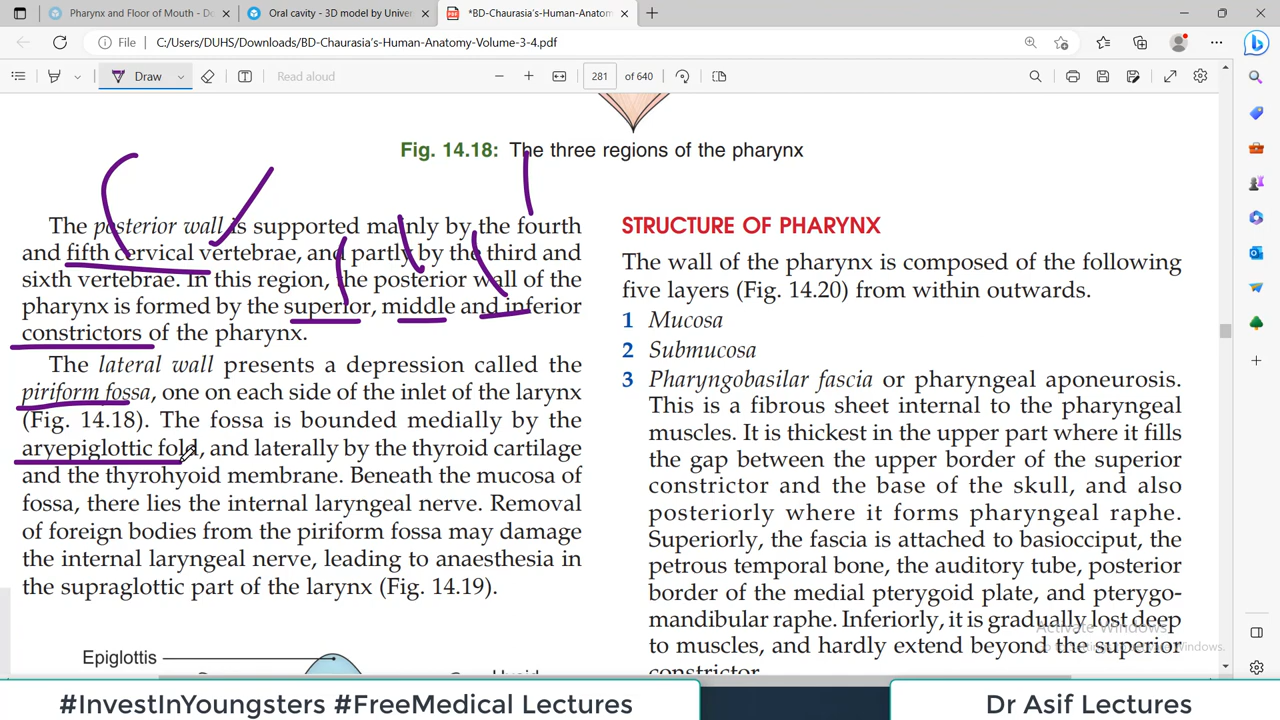 Pharynx and Floor of Mouth - De
Oral cavity - 3D model by Univer
*BD-Chaurasia's-Human-Anatom
File
C:/Users/DUHS/Downloads/BD-Chaurasia's-Human-Anatomy-Volume-3-4.pdf
Draw
Read aloud
281 of 640
Fig. 14.18: The three regions of the pharynx
The posterior wall is supported mainly by the fourth
and fifth cervical vertebrae, and partly by the third and
sixth vertebrae. In this region, the posterior wall of the
pharynx is formed by the superior, middle and inferior
constrictors of the pharynx.
The lateral wall presents a depression called the
piriform fossa, one on each side of the inlet of the larynx
(Fig. 14.18). The fossa is bounded medially by the
aryepiglottic fold, and laterally by the thyroid cartilage
and the thyrohyoid membrane. Beneath the mucosa of
fossa, there lies the internal laryngeal nerve. Removal
of foreign bodies from the piriform fossa may damage
the internal laryngeal nerve, leading to anaesthesia in
the supraglottic part of the larynx (Fig. 14.19).
Epiglottis
STRUCTURE OF PHARYNX
The wall of the pharynx is composed of the following
five layers (Fig. 14.20) from within outwards.
1 Mucosa
2 Submucosa
3 Pharyngobasilar fascia or pharyngeal aponeurosis.
This is a fibrous sheet internal to the pharyngeal
muscles. It is thickest in the upper part where it fills
the gap between the upper border of the superior
constrictor and the base of the skull, and also
posteriorly where it forms pharyngeal raphe.
Superiorly, the fascia is attached to basiocciput, the
petrous temporal bone, the auditory tube, posterior
border of the medial pterygoid plate, and pterygo-
mandibular raphe. Inferiorly, it is gradually lost deep
to muscles, and hardly extend beyond the superior
constrictor.
Activate Windows
#InvestInYoungsters #FreeMedical Lectures
Dr Asif Lectures